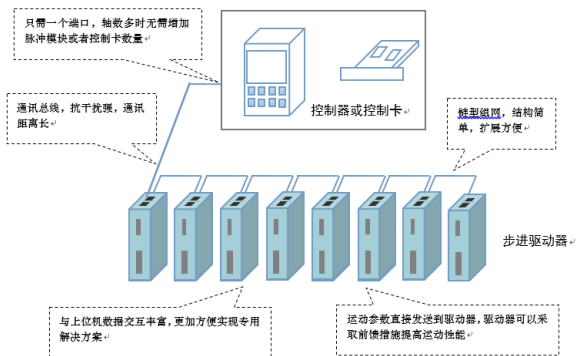 只需一个端口，轴数多时无需增加
脉冲模块或者控制卡数量
控制器或控制卡
通讯总线，抗干扰强，通讯
距离长
链型组网，结构简
单，扩展方便
步进驱动器
与上位机数据交互丰富，更加方便实现专用
解决方案
运动参数直接发送到驱动器，驱动器可以采
取前馈措施提高运动性能